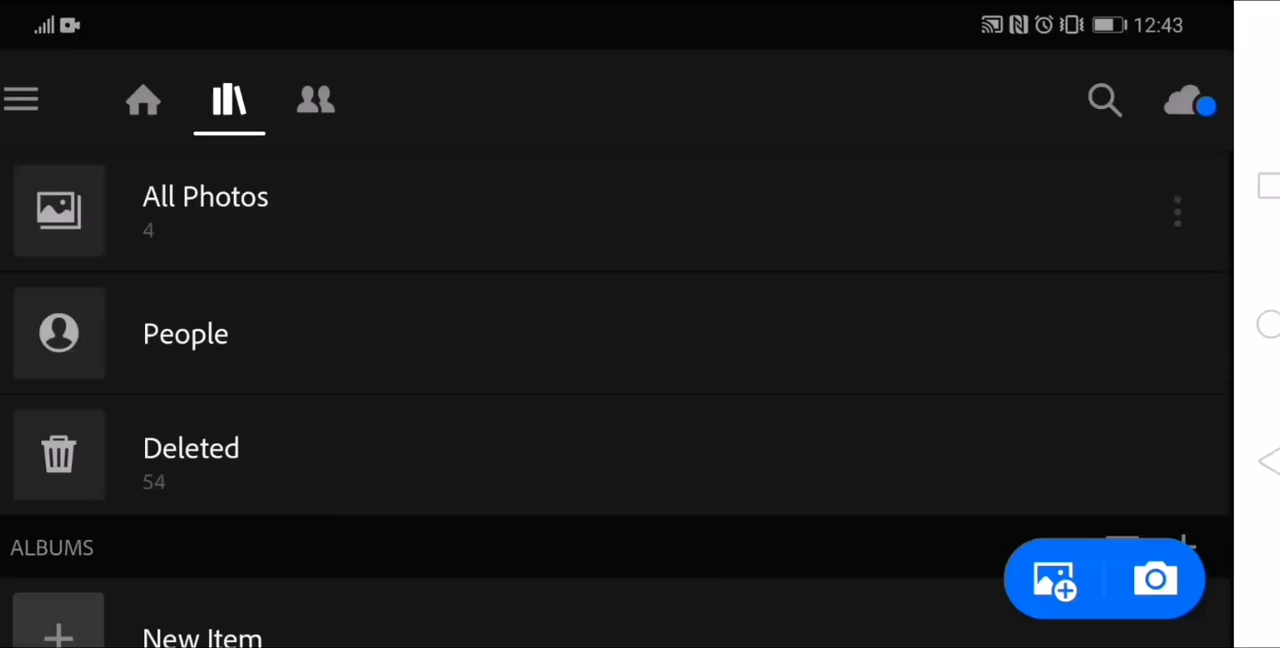 12:43
All Photos
4
People
Deleted
54
ALBUMS
New Item